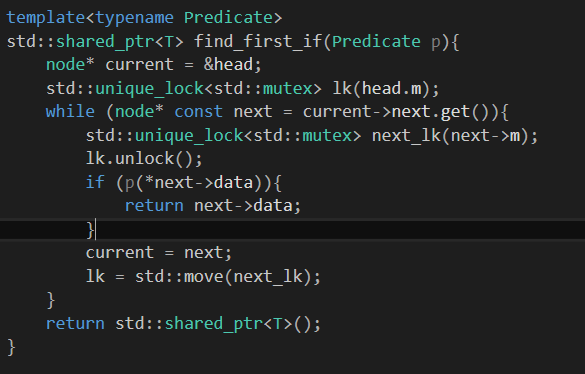 template<typename Predicate>
std::shared_ptr<T> find_first_if(Predicate p){
    node* current = &head;
    std::unique_lock<std::mutex> lk(head.m);
    while (node* const next = current->next.get()){
        std::unique_lock<std::mutex> next_lk(next->m);
        lk.unlock();
        if (p(*next->data)){
            return next->data;
        }
        current = next;
        lk = std::move(next_lk);
    }
    return std::shared_ptr<T>();
}